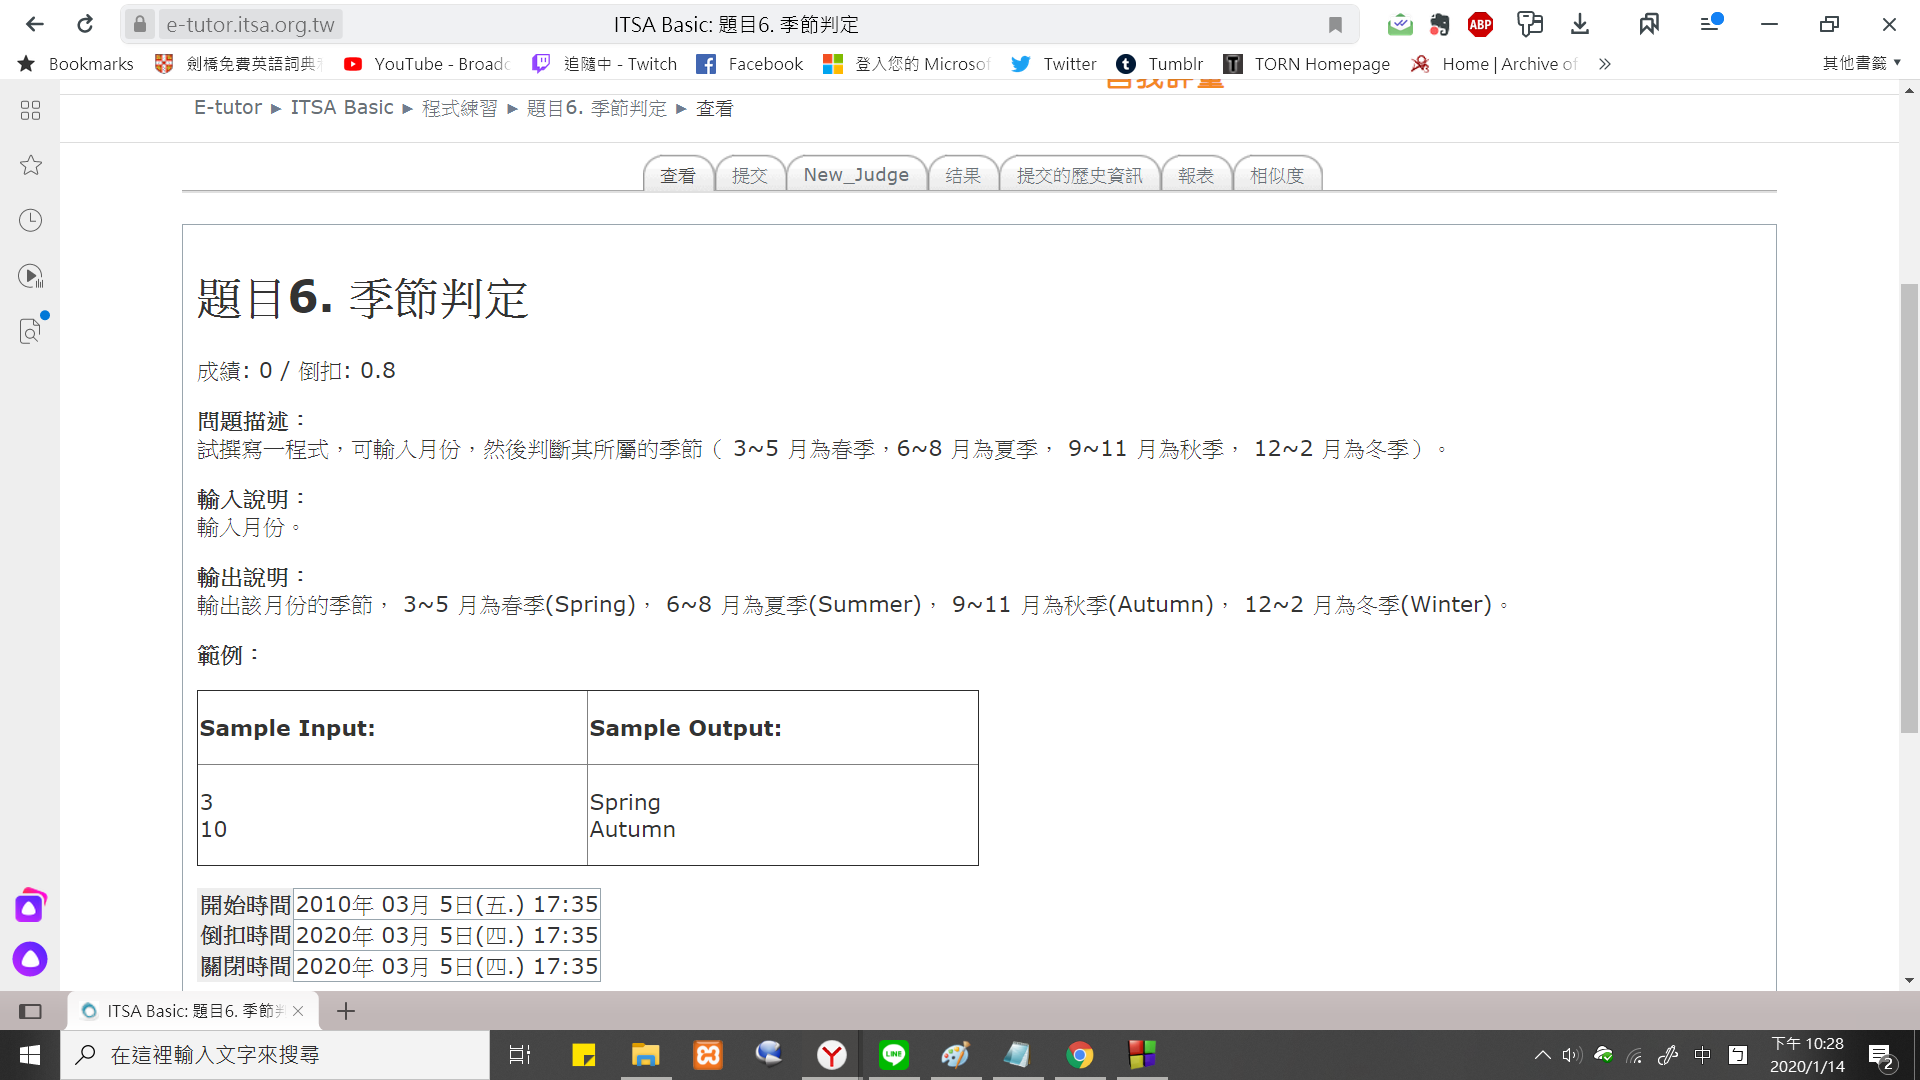 e-tutor.itsa.org.tw
ITSA Basic: 題目6. 季節判定
ABP
Bookmarks
劍橋免費英語詞典
YouTube - Broadc
追隨中 - Twitch
Facebook
登入您的 Microsof
Twitter
Tumblr
TORN Homepage
Home | Archive of
其他書籤
自我評量
E-tutor ► ITSA Basic ► 程式練習 ► 題目6. 季節判定 ► 查看
查看
提交
New_Judge
结果
提交的歷史資訊
報表
相似度
題目6. 季節判定
成績: 0 / 倒扣: 0.8
問題描述：
試撰寫一程式，可輸入月份，然後判斷其所屬的季節（ 3~5 月為春季，6~8 月為夏季， 9~11 月為秋季， 12~2 月為冬季）。
輸入說明：
輸入月份。
輸出說明：
輸出該月份的季節， 3~5 月為春季(Spring)， 6~8 月為夏季(Summer)， 9~11 月為秋季(Autumn)， 12~2 月為冬季(Winter)。
範例：
Sample Input:
Sample Output:
3
10
Spring
Autumn
開始時間 2010年 03月 5日(五.) 17:35
倒扣時間 2020年 03月 5日(四.) 17:35
關閉時間 2020年 03月 5日(四.) 17:35
ITSA Basic: 題目6. 季節判
在這裡輸入文字來搜尋
LINE
中
下午 10:28
2020/1/14
2